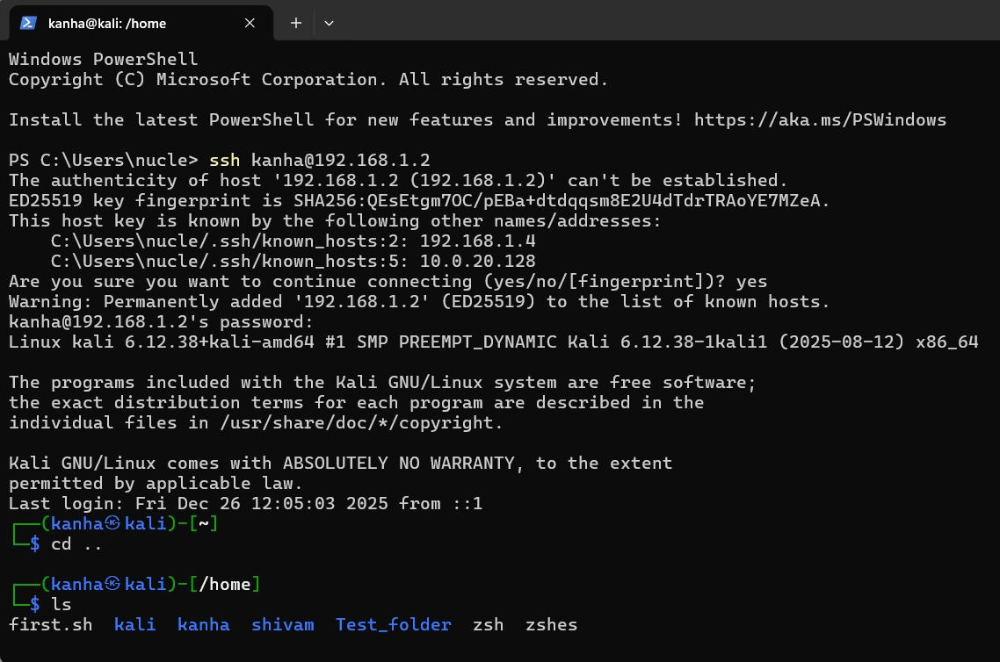 kanha@kali: /home
Windows PowerShell
Copyright (C) Microsoft Corporation. All rights reserved.
Install the latest PowerShell for new features and improvements! https://aka.ms/PSWindows
PS C:\Users\nucle> ssh kanha@192.168.1.2
The authenticity of host '192.168.1.2 (192.168.1.2)' can't be established.
ED25519 key fingerprint is SHA256:QEsEtgm7OC/pEBa+dtdqqsm8E2U4dTdrTRAoYE7MZeA.
This host key is known by the following other names/addresses:
    C:\Users\nucle/.ssh/known_hosts:2: 192.168.1.4
    C:\Users\nucle/.ssh/known_hosts:5: 10.0.20.128
Are you sure you want to continue connecting (yes/no/[fingerprint])? yes
Warning: Permanently added '192.168.1.2' (ED25519) to the list of known hosts.
kanha@192.168.1.2's password:
Linux kali 6.12.38+kali-amd64 #1 SMP PREEMPT_DYNAMIC Kali 6.12.38-1kali1 (2025-08-12) x86_64
The programs included with the Kali GNU/Linux system are free software;
the exact distribution terms for each program are described in the
individual files in /usr/share/doc/*/copyright.
Kali GNU/Linux comes with ABSOLUTELY NO WARRANTY, to the extent
permitted by applicable law.
Last login: Fri Dec 26 12:05:03 2025 from ::1
┌──(kanha㉿kali)-[~]
└─$ cd ..
┌──(kanha㉿kali)-[/home]
└─$ ls
first.sh  kali  kanha  shivam  Test_folder  zsh  zshes